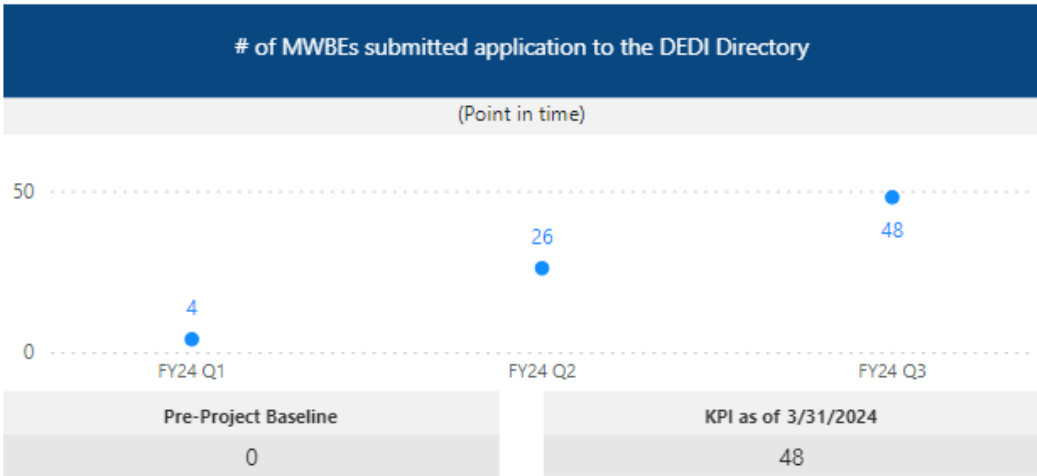 # of MWBEs submitted application to the DEDI Directory
(Point in time)
50
48
26
4
0
FY24 Q1 FY24 Q2 FY24 Q3
Pre-Project Baseline KPI as of 3/31/2024
0 48